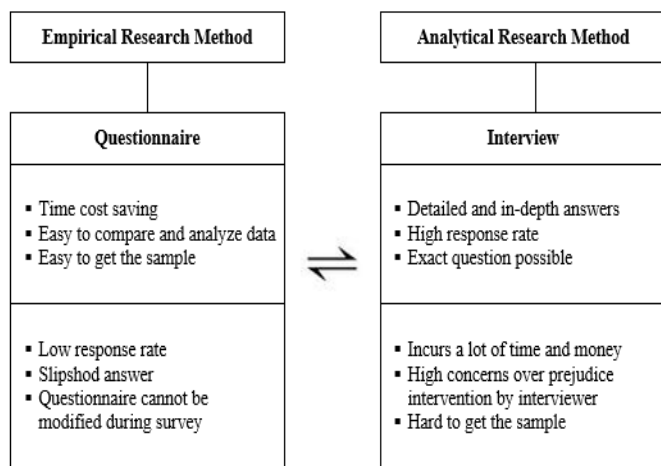 Empirical Research Method
Questionnaire
▪ Time cost saving
▪ Easy to compare and analyze data
▪ Easy to get the sample
▪ Low response rate
▪ Slipshod answer
▪ Questionnaire cannot be
modified during survey
Analytical Research Method
Interview
▪ Detailed and in-depth answers
▪ High response rate
▪ Exact question possible
▪ Incurs a lot of time and money
▪ High concerns over prejudice
intervention by interviewer
▪ Hard to get the sample